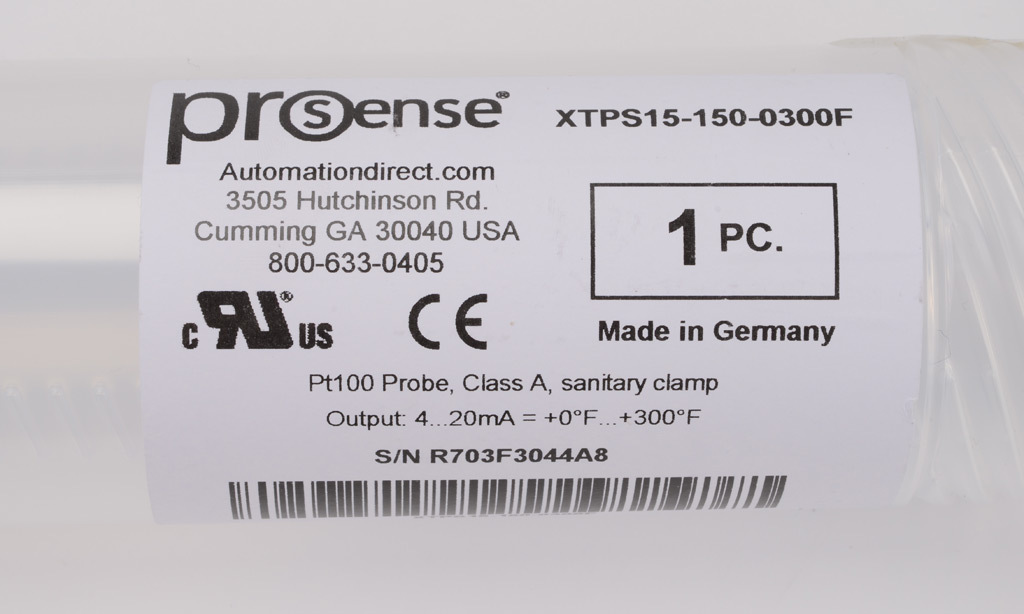 prosense®
XTPS15-150-0300F
Automationdirect.com
3505 Hutchinson Rd.
Cumming GA 30040 USA
800-633-0405
1 PC.
c RU® US
CE
Made in Germany
Pt100 Probe, Class A, sanitary clamp
Output: 4...20mA = +0°F...+300°F
S/N R703F3044A8